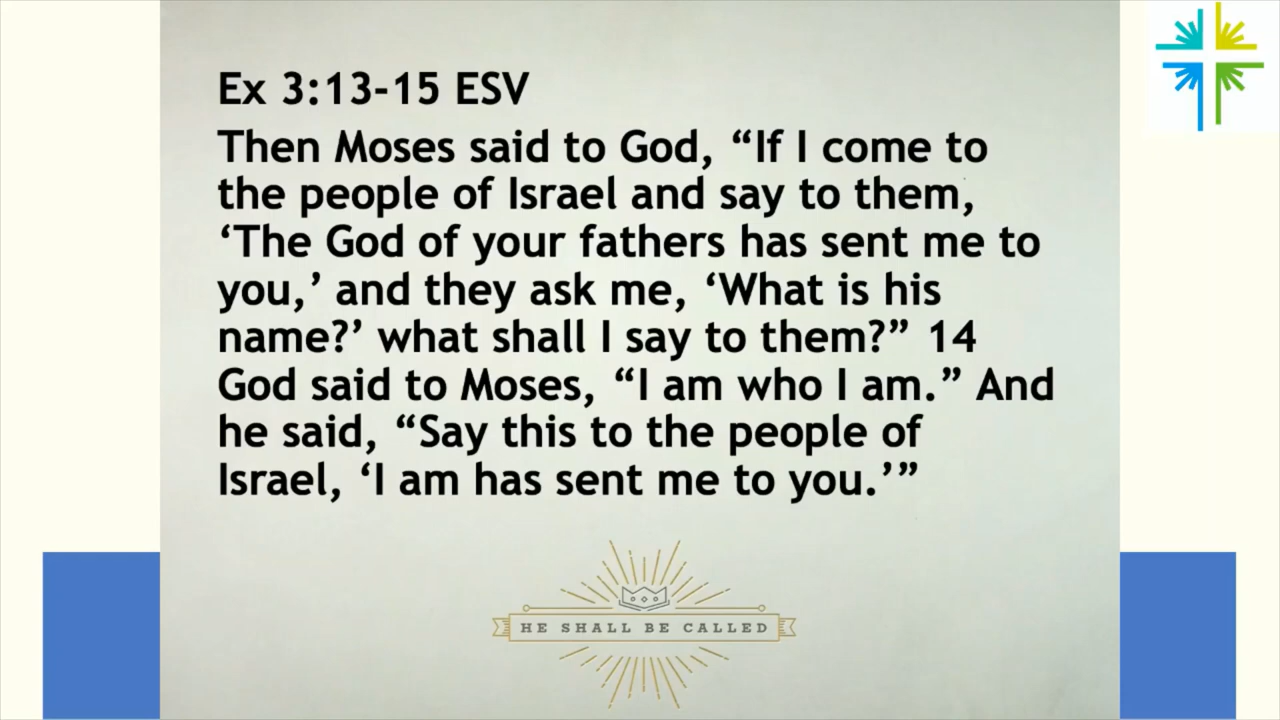 Ex 3:13-15 ESV
Then Moses said to God, “If I come to
the people of Israel and say to them,
‘The God of your fathers has sent me to
you,’ and they ask me, ‘What is his
name?’ what shall I say to them?” 14
God said to Moses, “I am who I am.” And
he said, “Say this to the people of
Israel, ‘I am has sent me to you.’”
HE SHALL BE CALLED